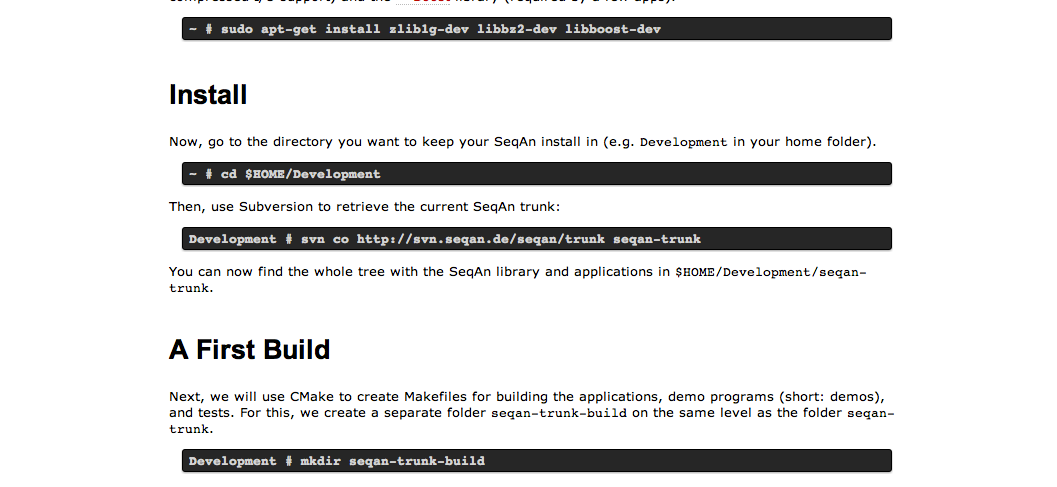 ~ # sudo apt-get install zlib1g-dev libbz2-dev libboost-dev
Install
Now, go to the directory you want to keep your SeqAn install in (e.g. Development in your home folder).
~ # cd $HOME/Development
Then, use Subversion to retrieve the current SeqAn trunk:
Development # svn co http://svn.seqan.de/seqan/trunk seqan-trunk
You can now find the whole tree with the SeqAn library and applications in $HOME/Development/seqan-
trunk.
A First Build
Next, we will use CMake to create Makefiles for building the applications, demo programs (short: demos),
and tests. For this, we create a separate folder seqan-trunk-build on the same level as the folder seqan-
trunk.
Development # mkdir seqan-trunk-build